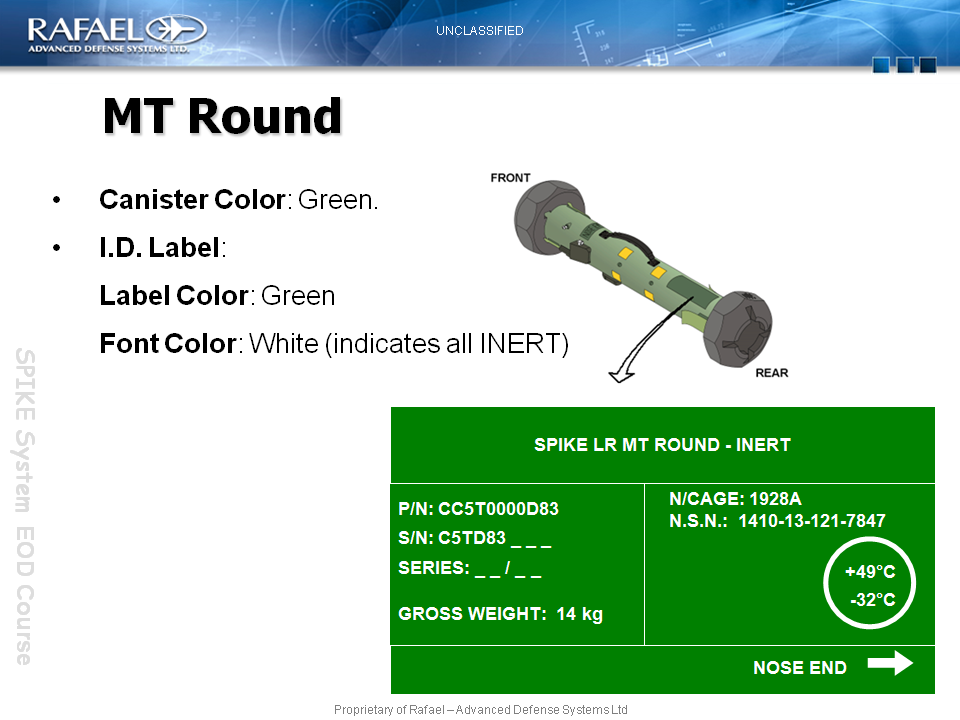 RAFAEL
ADVANCED DEFENSE SYSTEMS LTD.
UNCLASSIFIED
MT Round
• Canister Color: Green.
• I.D. Label:
Label Color: Green
Font Color: White (indicates all INERT)
FRONT
REAR
SPIKE System EOD Course
SPIKE LR MT ROUND - INERT
P/N: CC5T0000D83
S/N: C5TD83 _ _ _
SERIES: _ _ / _ _
GROSS WEIGHT: 14 kg
N/CAGE: 1928A
N.S.N.: 1410-13-121-7847
+49°C
-32°C
NOSE END
Proprietary of Rafael – Advanced Defense Systems Ltd